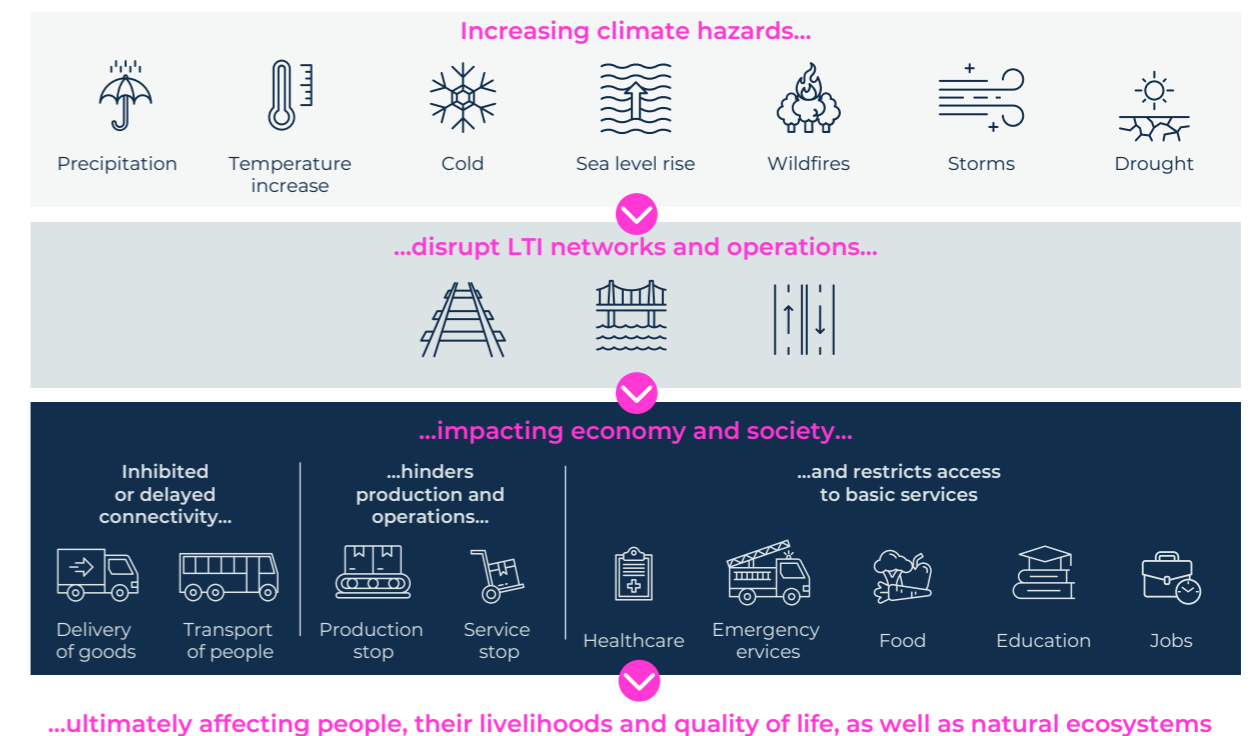 Increasing climate hazards...
Precipitation
Temperature
increase
Cold
Sea level rise
Wildfires
Storms
Drought
...disrupt LTI networks and operations...
...impacting economy and society...
Inhibited
or delayed
connectivity...
...hinders
production and
operations...
...and restricts access
to basic services
Delivery
of goods
Transport
of people
Production
stop
Service
stop
Healthcare
Emergency
ervices
Food
Education
Jobs
...ultimately affecting people, their livelihoods and quality of life, as well as natural ecosystems